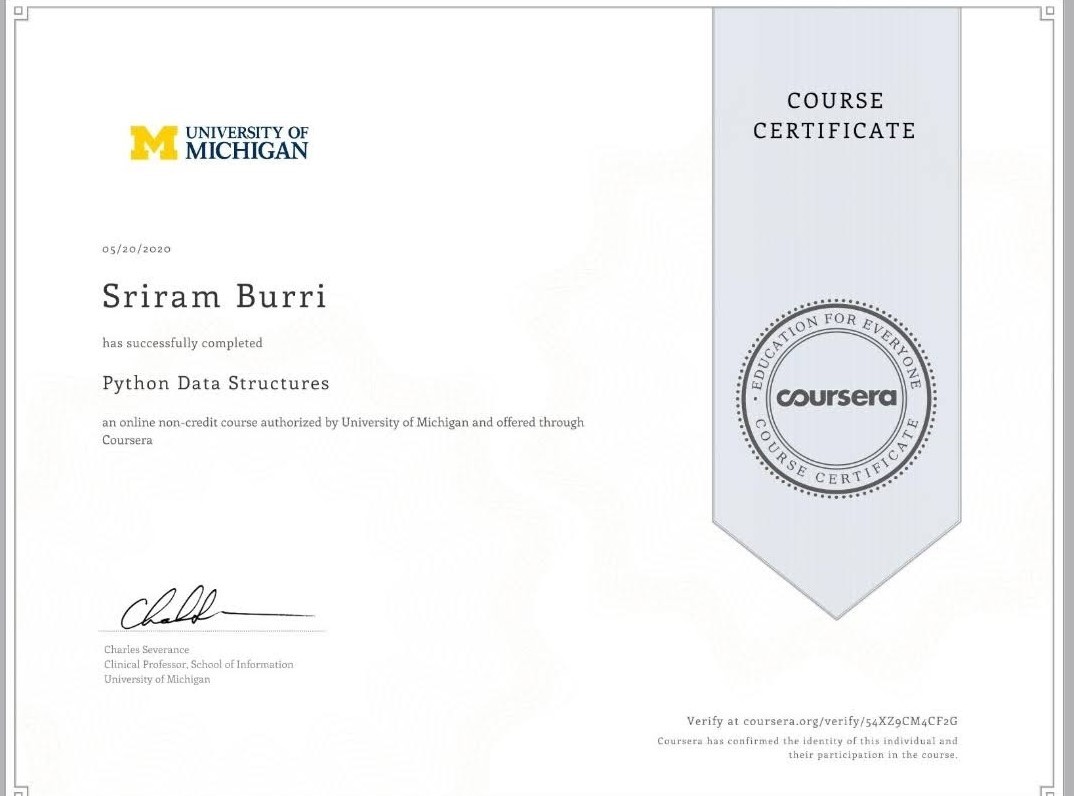 UNIVERSITY OF
MICHIGAN
COURSE
CERTIFICATE
05/20/2020
Sriram Burri
has successfully completed
Python Data Structures
an online non-credit course authorized by University of Michigan and offered through
Coursera
EDUCATION FOR EVERYONE
coursera
COURSE CERTIFICATE
Charles Severance
Clinical Professor, School of Information
University of Michigan
Verify at coursera.org/verify/54XZ9CM4CF2G
Coursera has confirmed the identity of this individual and
their participation in the course.